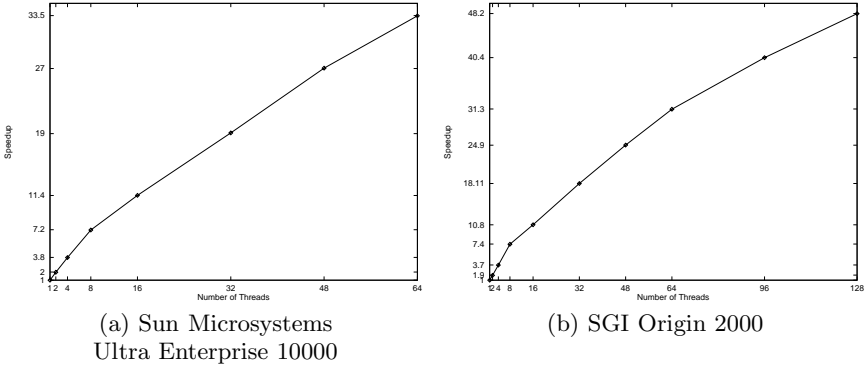 33.5
27
19
11.4
7.2
3.8
2
1
Speedup
1 2 4 8 16 32 48 64
Number of Threads
(a) Sun Microsystems
Ultra Enterprise 10000
48.2
40.4
31.3
24.9
18.11
10.8
7.4
3.7
1.9
1
Speedup
1 2 4 8 16 32 48 64 96 128
Number of Threads
(b) SGI Origin 2000